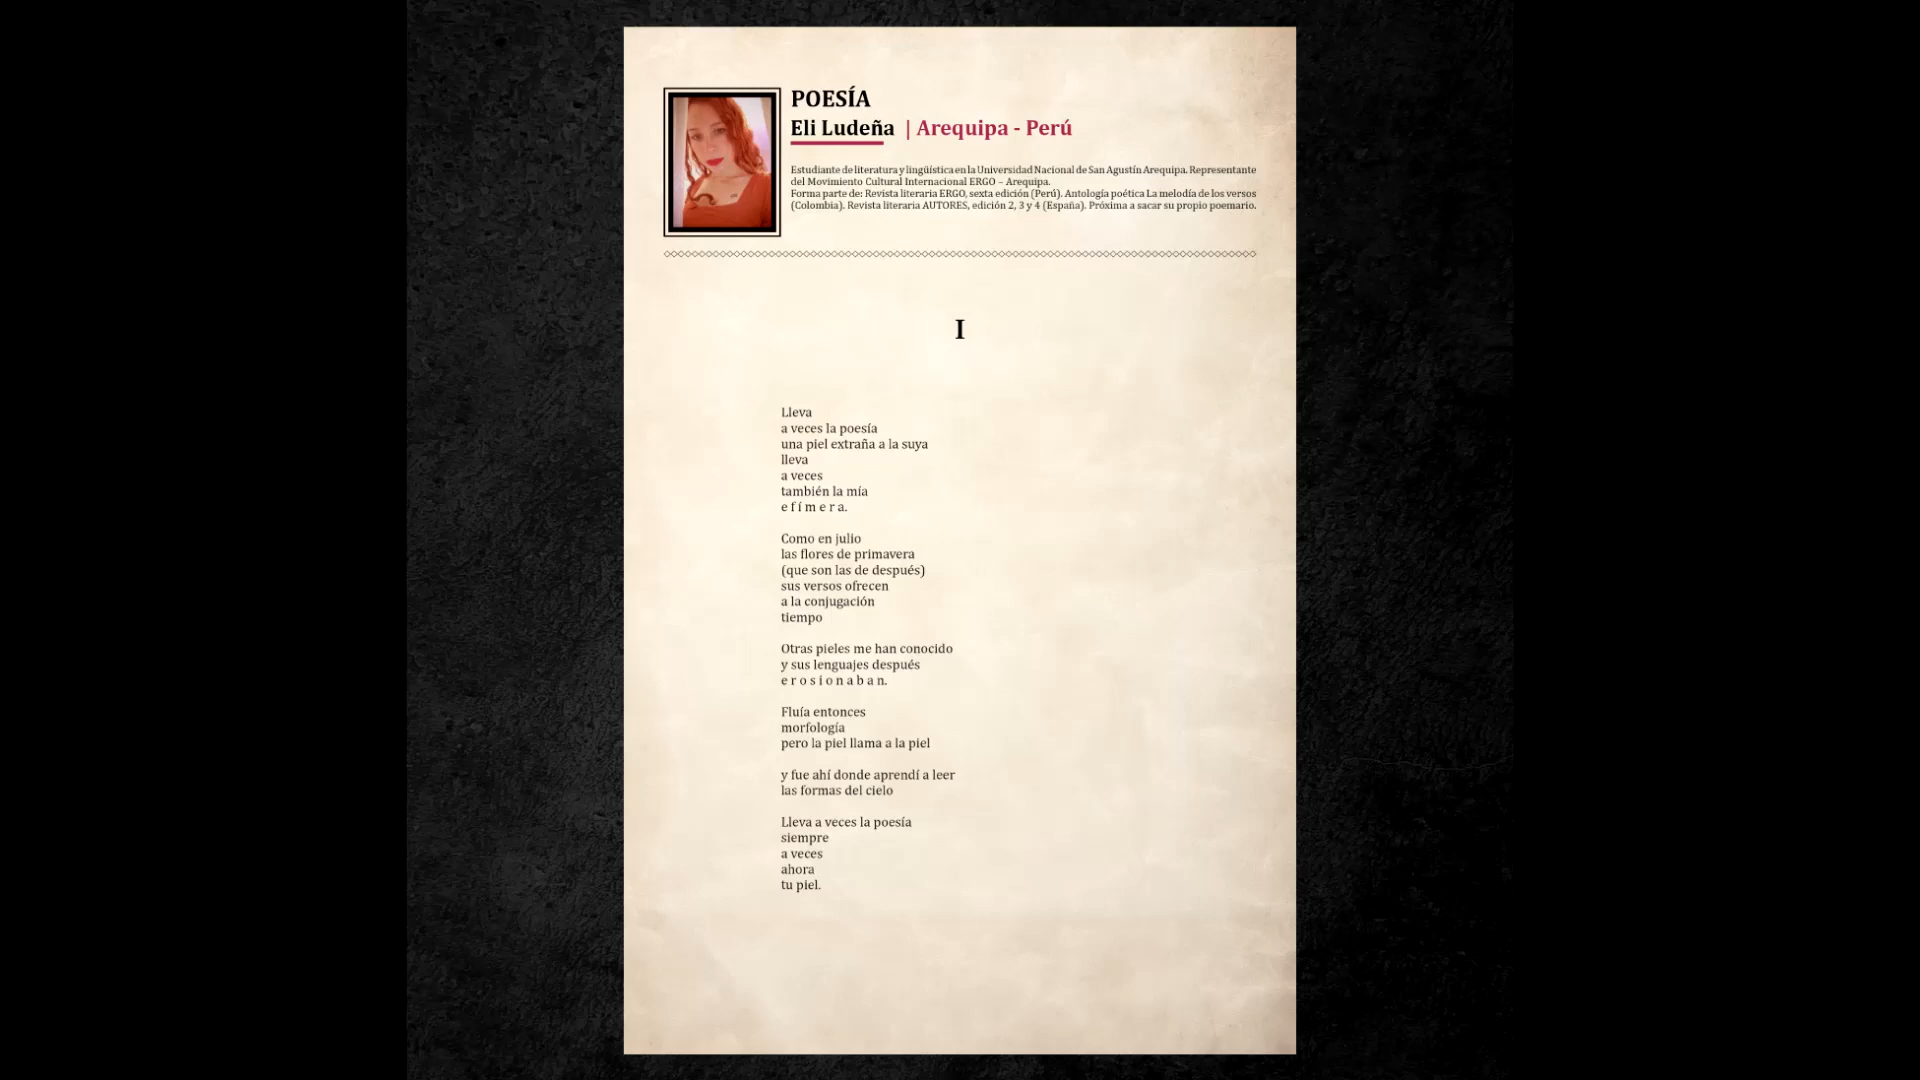 POESÍA
Eli Ludeña | Arequipa - Perú
Estudiante de literatura y lingüística en la Universidad Nacional de San Agustín Arequipa. Representante
del Movimiento Cultural Internacional ERGO – Arequipa.
Forma parte de: Revista literaria ERGO, sexta edición (Perú). Antología poética La melodía de los versos
(Colombia). Revista literaria AUTORES, edición 2, 3 y 4 (España). Próxima a sacar su propio poemario.
I
Lleva
a veces la poesía
una piel extraña a la suya
lleva
a veces
también la mía
e f í m e r a.
Como en julio
las flores de primavera
(que son las de después)
sus versos ofrecen
a la conjugación
tiempo
Otras pieles me han conocido
y sus lenguajes después
e r o s i o n a b a n.
Fluía entonces
morfología
pero la piel llama a la piel
y fue ahí donde aprendí a leer
las formas del cielo
Lleva a veces la poesía
siempre
a veces
ahora
tu piel.